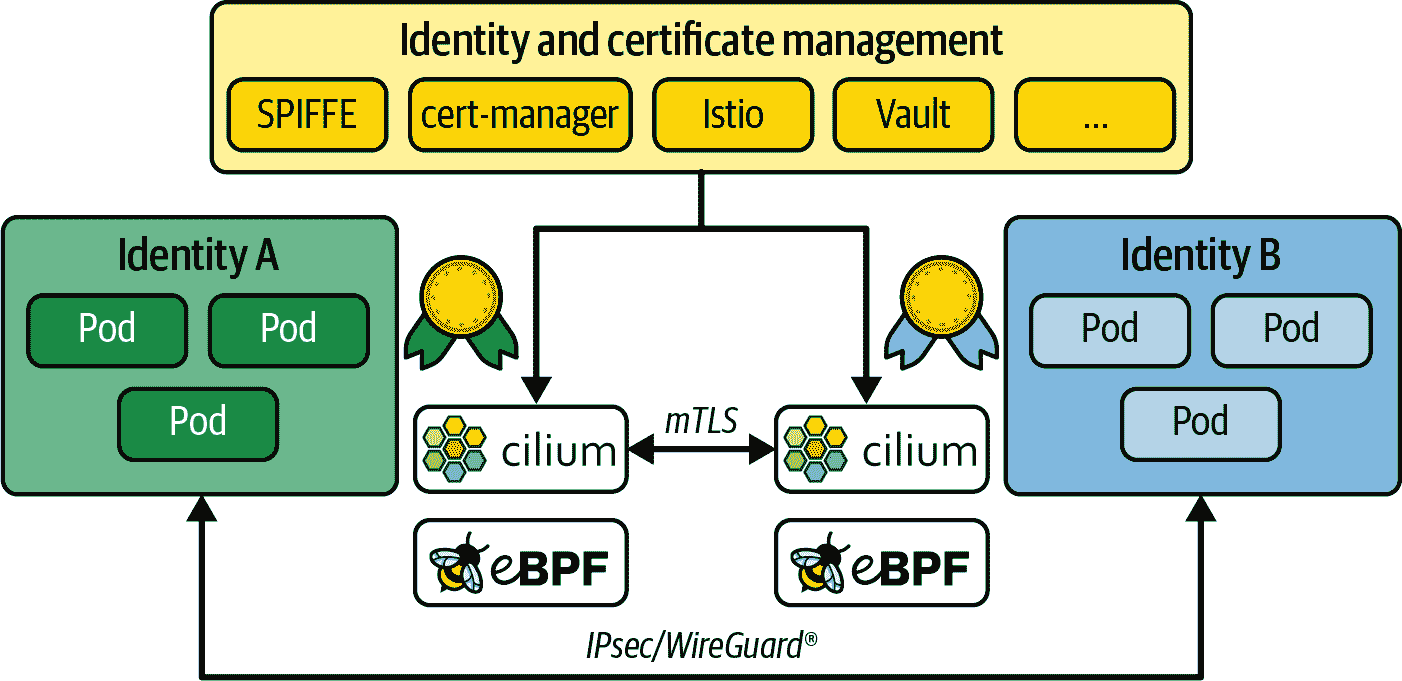 Identity and certificate management
SPIFFE
cert-manager
Istio
Vault
...
Identity A
Pod
Pod
Pod
Identity B
Pod
Pod
Pod
cilium
mTLS
cilium
eBPF
eBPF
IPsec/WireGuard®